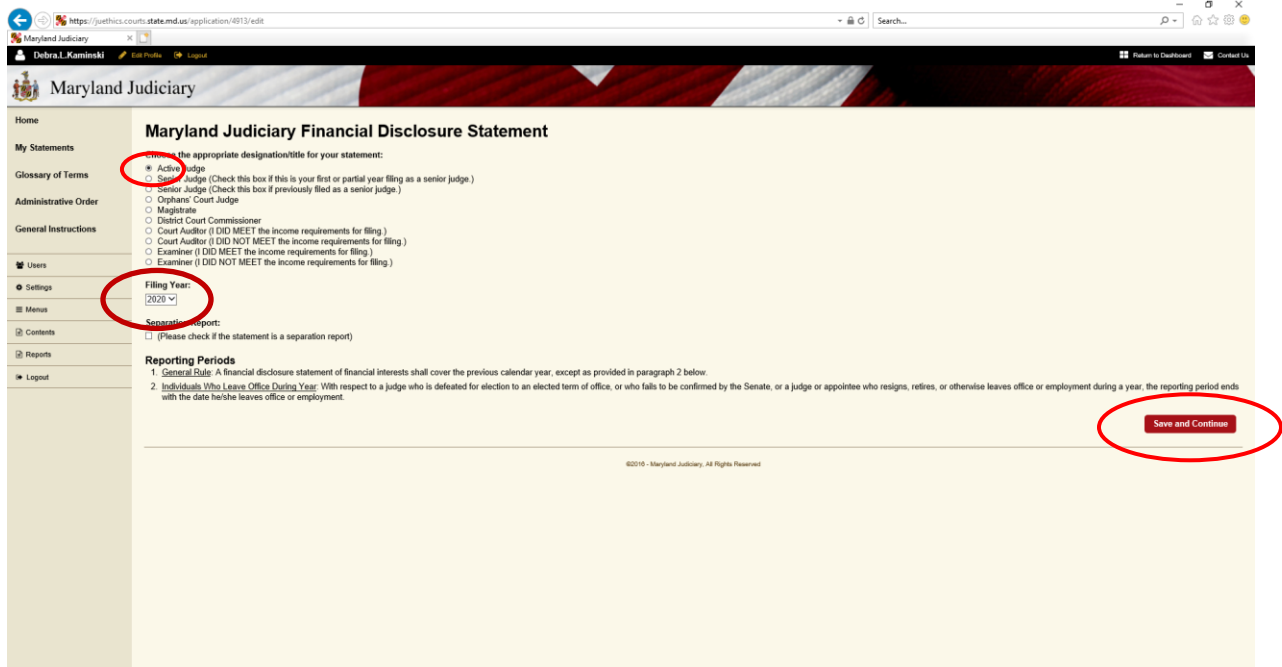 https://juethics.courts.state.md.us/application/4913/edit
Search...
Maryland Judiciary
Debra.L.Kaminski Edit Profile Logout
Return to Dashboard Contact Us
Maryland Judiciary
Home
My Statements
Glossary of Terms
Administrative Order
General Instructions
Users
Settings
Menus
Contents
Reports
Logout
Maryland Judiciary Financial Disclosure Statement
Choose the appropriate designation/title for your statement:
Active Judge
Senior Judge (Check this box if this is your first or partial year filing as a senior judge.)
Senior Judge (Check this box if previously filed as a senior judge.)
Orphans' Court Judge
Magistrate
District Court Commissioner
Court Auditor (I DID MEET the income requirements for filing.)
Court Auditor (I DID NOT MEET the income requirements for filing.)
Examiner (I DID MEET the income requirements for filing.)
Examiner (I DID NOT MEET the income requirements for filing.)
Filing Year:
2020
Separation Report:
(Please check if the statement is a separation report)
Reporting Periods
1. General Rule: A financial disclosure statement of financial interests shall cover the previous calendar year, except as provided in paragraph 2 below.
2. Individuals Who Leave Office During Year: With respect to a judge who is defeated for election to an elected term of office, or who fails to be confirmed by the Senate, or a judge or appointee who resigns, retires, or otherwise leaves office or employment during a year, the reporting period ends
with the date he/she leaves office or employment.
Save and Continue
©2016 - Maryland Judiciary, All Rights Reserved